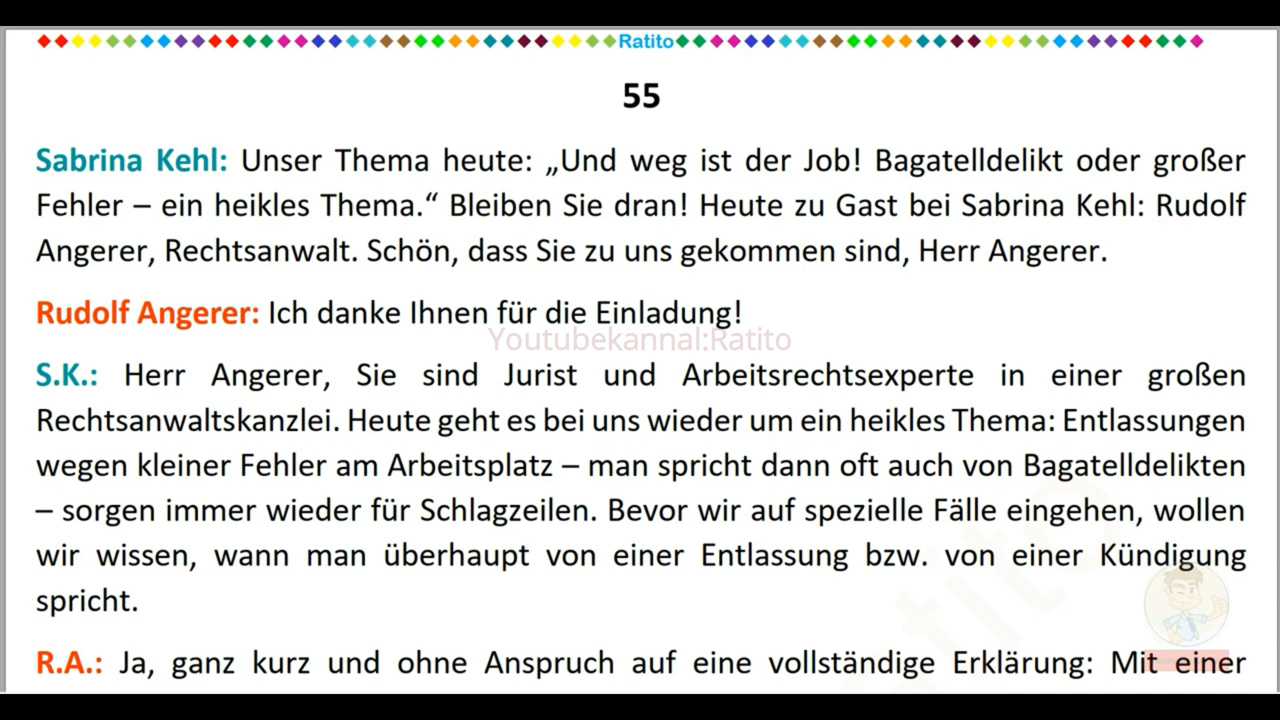 Ratito
55
Sabrina Kehl: Unser Thema heute: „Und weg ist der Job! Bagatelldelikt oder großer
Fehler – ein heikles Thema.“ Bleiben Sie dran! Heute zu Gast bei Sabrina Kehl: Rudolf
Angerer, Rechtsanwalt. Schön, dass Sie zu uns gekommen sind, Herr Angerer.
Rudolf Angerer: Ich danke Ihnen für die Einladung!
Youtubekannal:Ratito
S.K.: Herr Angerer, Sie sind Jurist und Arbeitsrechtsexperte in einer großen
Rechtsanwaltskanzlei. Heute geht es bei uns wieder um ein heikles Thema: Entlassungen
wegen kleiner Fehler am Arbeitsplatz – man spricht dann oft auch von Bagatelldelikten
– sorgen immer wieder für Schlagzeilen. Bevor wir auf spezielle Fälle eingehen, wollen
wir wissen, wann man überhaupt von einer Entlassung bzw. von einer Kündigung
spricht.
R.A.: Ja, ganz kurz und ohne Anspruch auf eine vollständige Erklärung: Mit einer